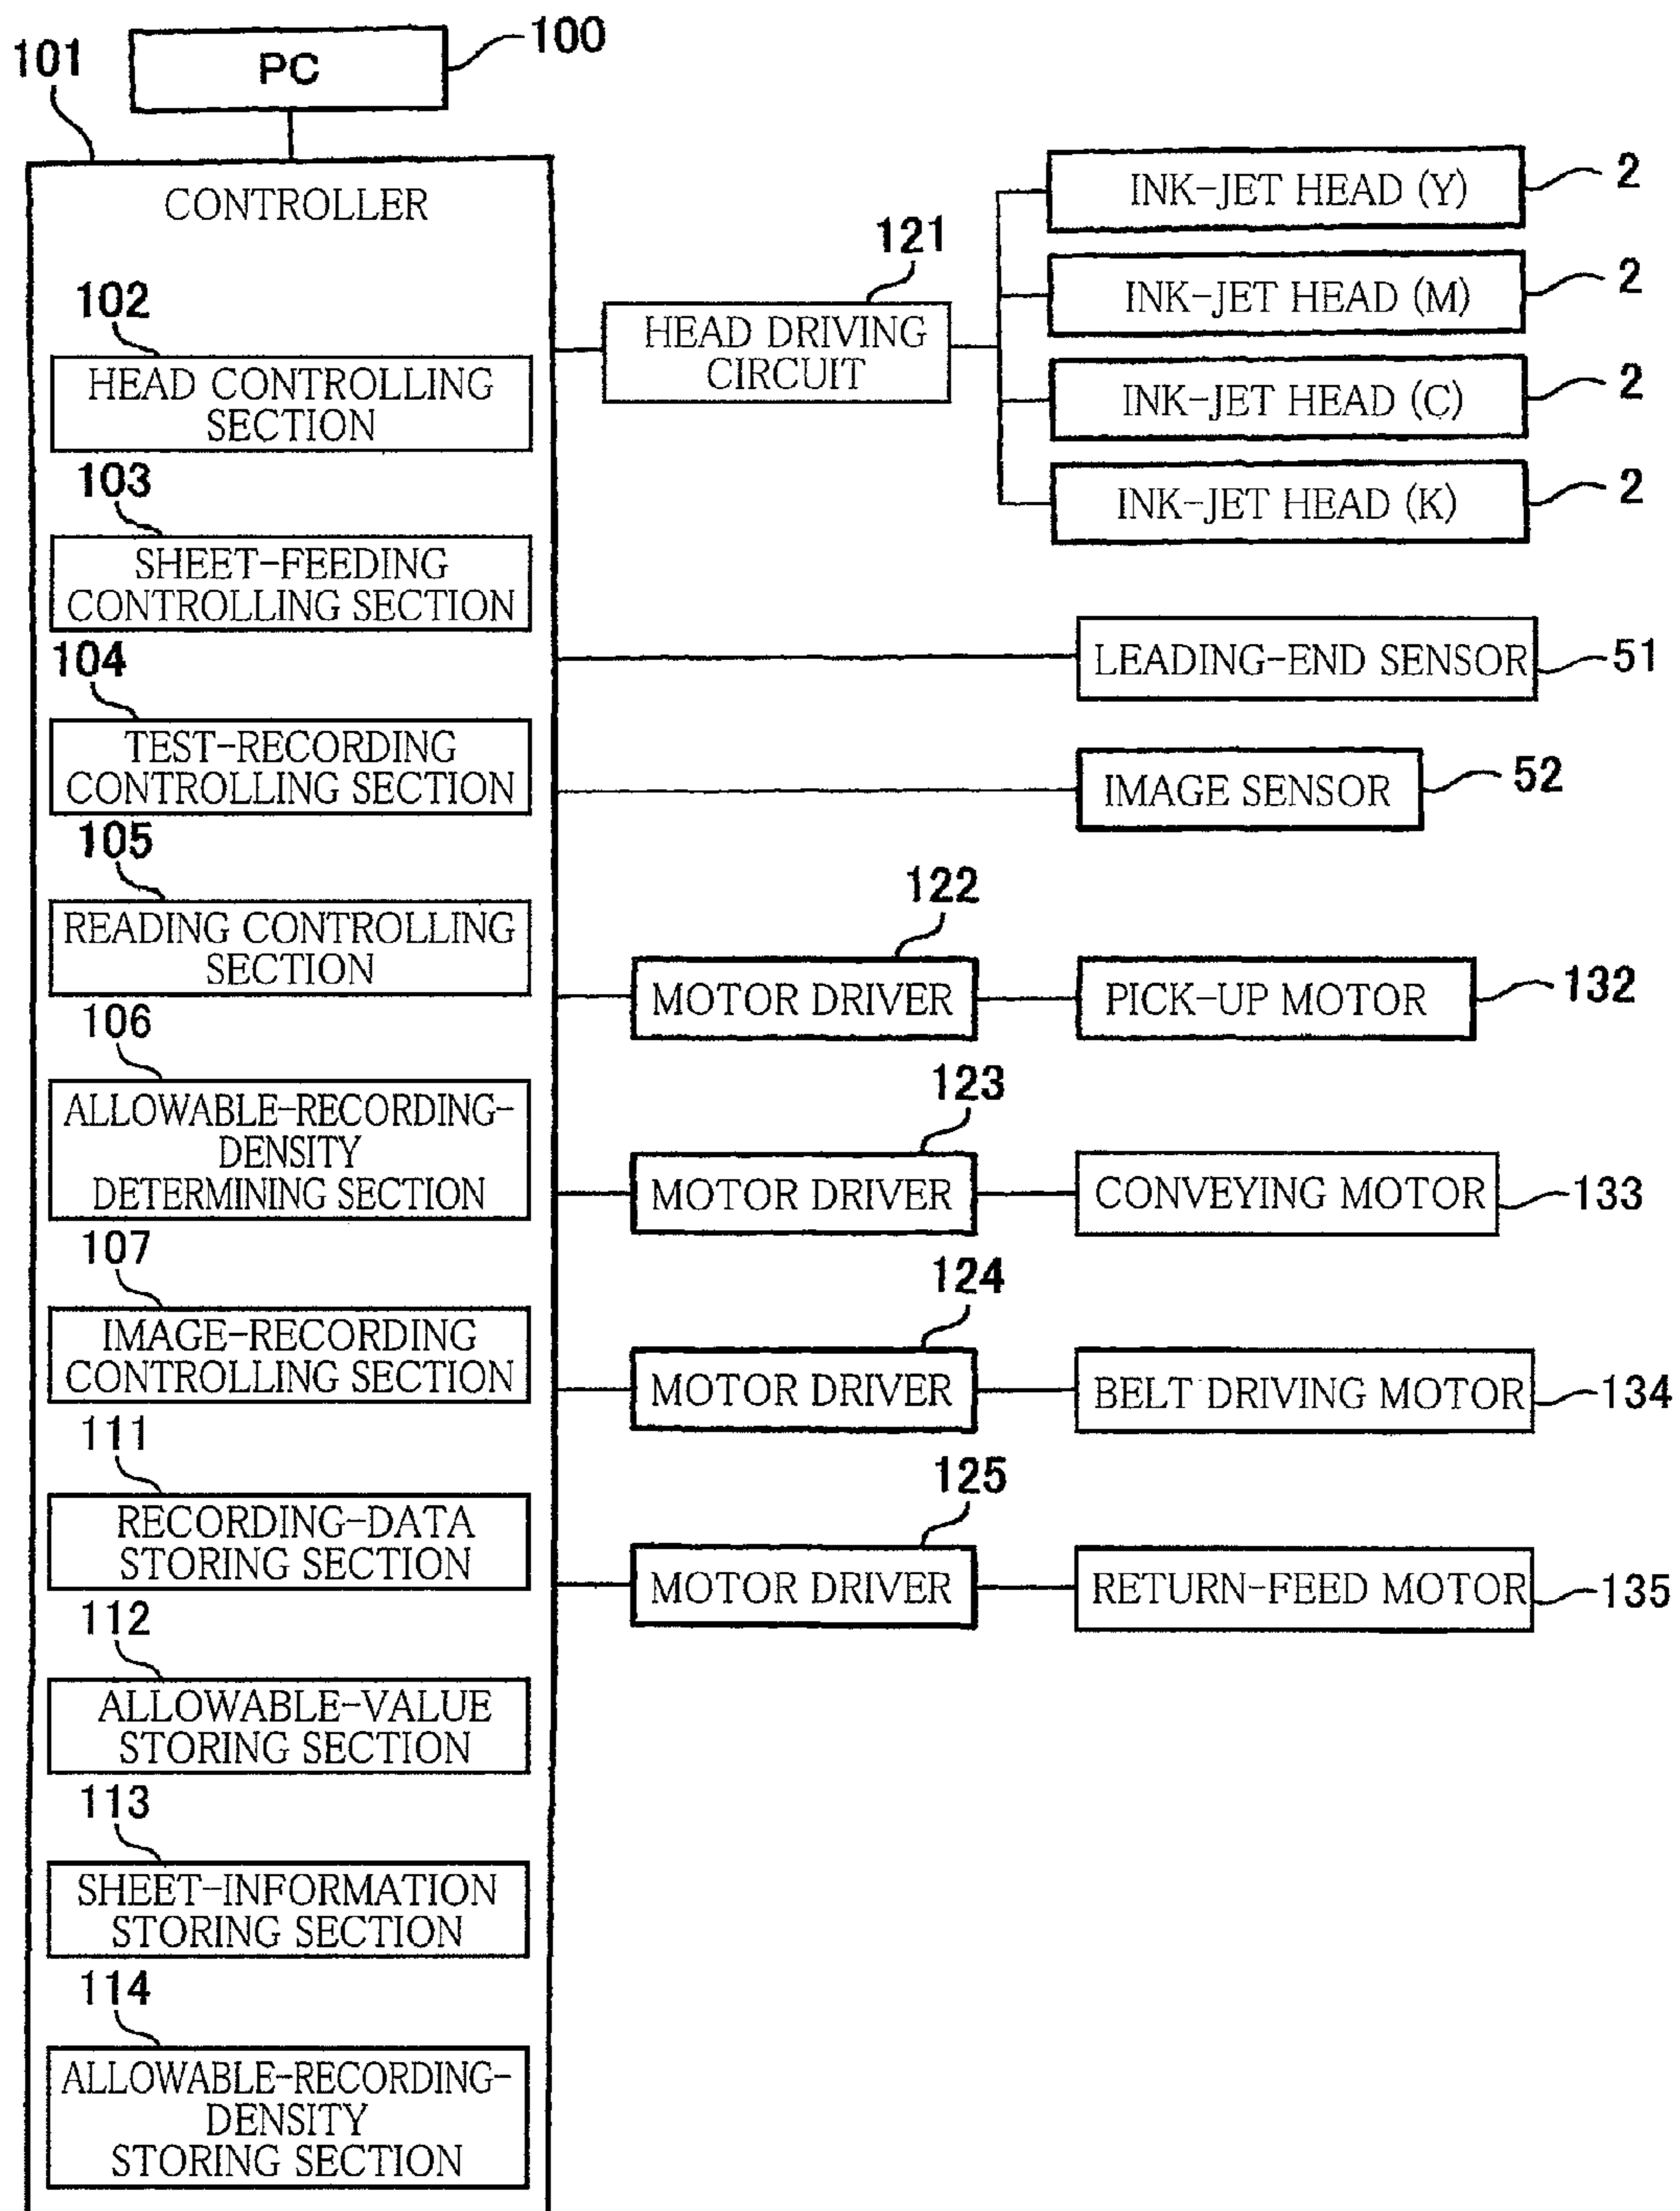 100
PC
101
CONTROLLER
102
HEAD CONTROLLING
SECTION
103
SHEET-FEEDING
CONTROLLING SECTION
104
TEST-RECORDING
CONTROLLING SECTION
105
READING CONTROLLING
SECTION
106
ALLOWABLE-RECORDING-
DENSITY
DETERMINING SECTION
107
IMAGE-RECORDING
CONTROLLING SECTION
111
RECORDING-DATA
STORING SECTION
112
ALLOWABLE-VALUE
STORING SECTION
113
SHEET-INFORMATION
STORING SECTION
114
ALLOWABLE-RECORDING-
DENSITY
STORING SECTION
121
HEAD DRIVING
CIRCUIT
INK-JET HEAD (Y)
2
INK-JET HEAD (M)
2
INK-JET HEAD (C)
2
INK-JET HEAD (K)
2
LEADING-END SENSOR
51
IMAGE SENSOR
52
122
MOTOR DRIVER
PICK-UP MOTOR
132
123
MOTOR DRIVER
CONVEYING MOTOR
133
124
MOTOR DRIVER
BELT DRIVING MOTOR
134
125
MOTOR DRIVER
RETURN-FEED MOTOR
135